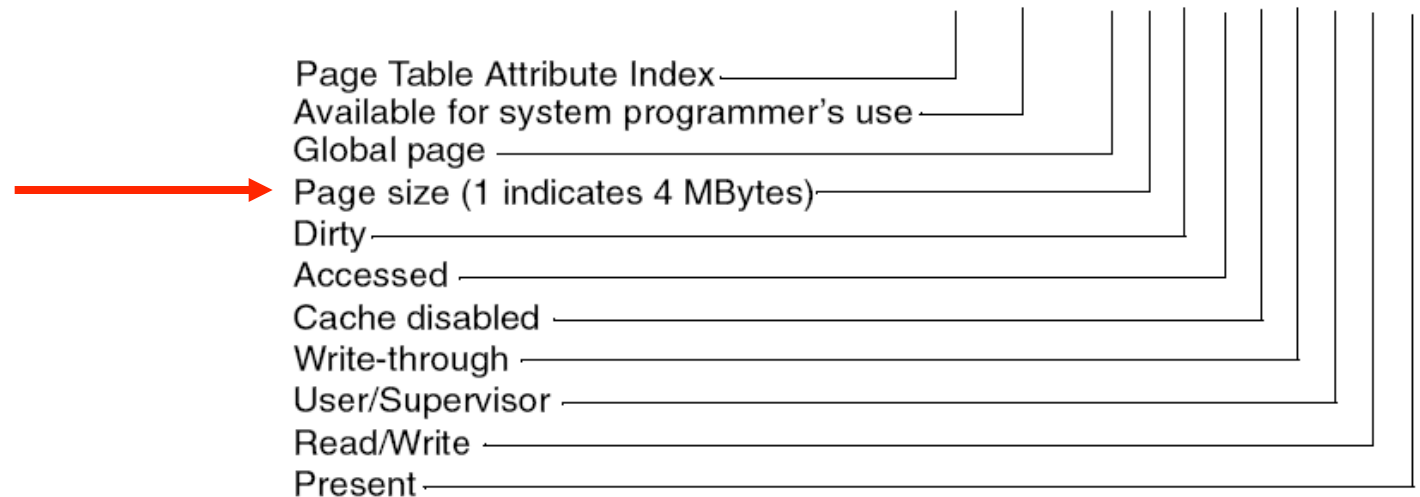 Page Table Attribute Index
Available for system programmer’s use
Global page
Page size (1 indicates 4 MBytes)
Dirty
Accessed
Cache disabled
Write-through
User/Supervisor
Read/Write
Present